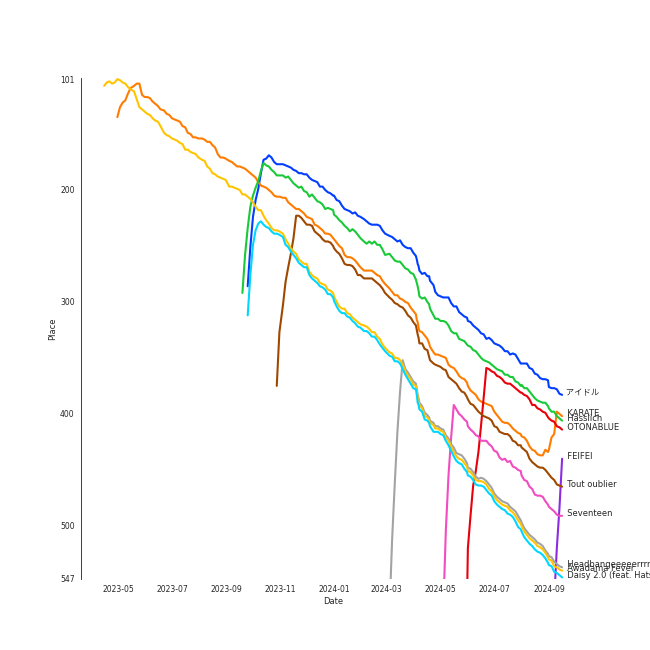 101
200
300
400
500
547
Place
2023-05
2023-07
2023-09
2023-11
2024-01
2024-03
2024-05
2024-07
2024-09
Date
アイドル
KARATE
Hässlich
OTONABLUE
FEIFEI
Tout oublier
Seventeen
Headbangeeeeerrrr
Awadama Fever
Daisy 2.0 (feat. Hats